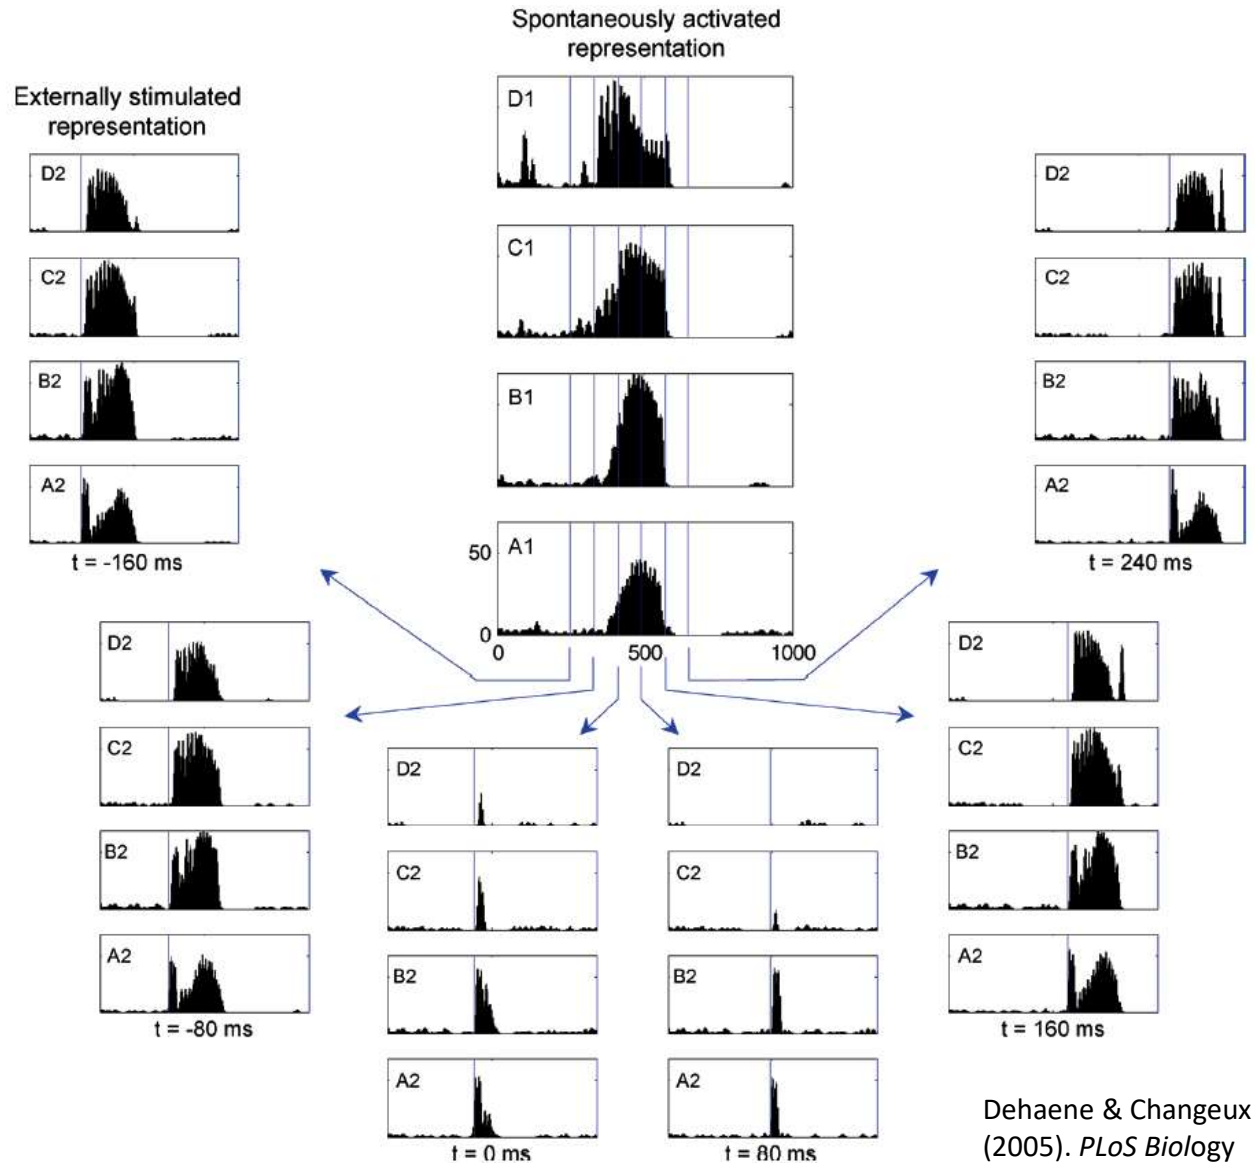 Spontaneously activated
representation
Externally stimulated
representation
D2
C2
B2
A2
t = -160 ms
D1
C1
B1
A1
50
0
0 500 1000
D2
C2
B2
A2
t = 240 ms
D2
C2
B2
A2
t = -80 ms
D2
C2
B2
A2
t = 0 ms
D2
C2
B2
A2
t = 80 ms
D2
C2
B2
A2
t = 160 ms
Dehaene & Changeux
(2005). PLoS Biology